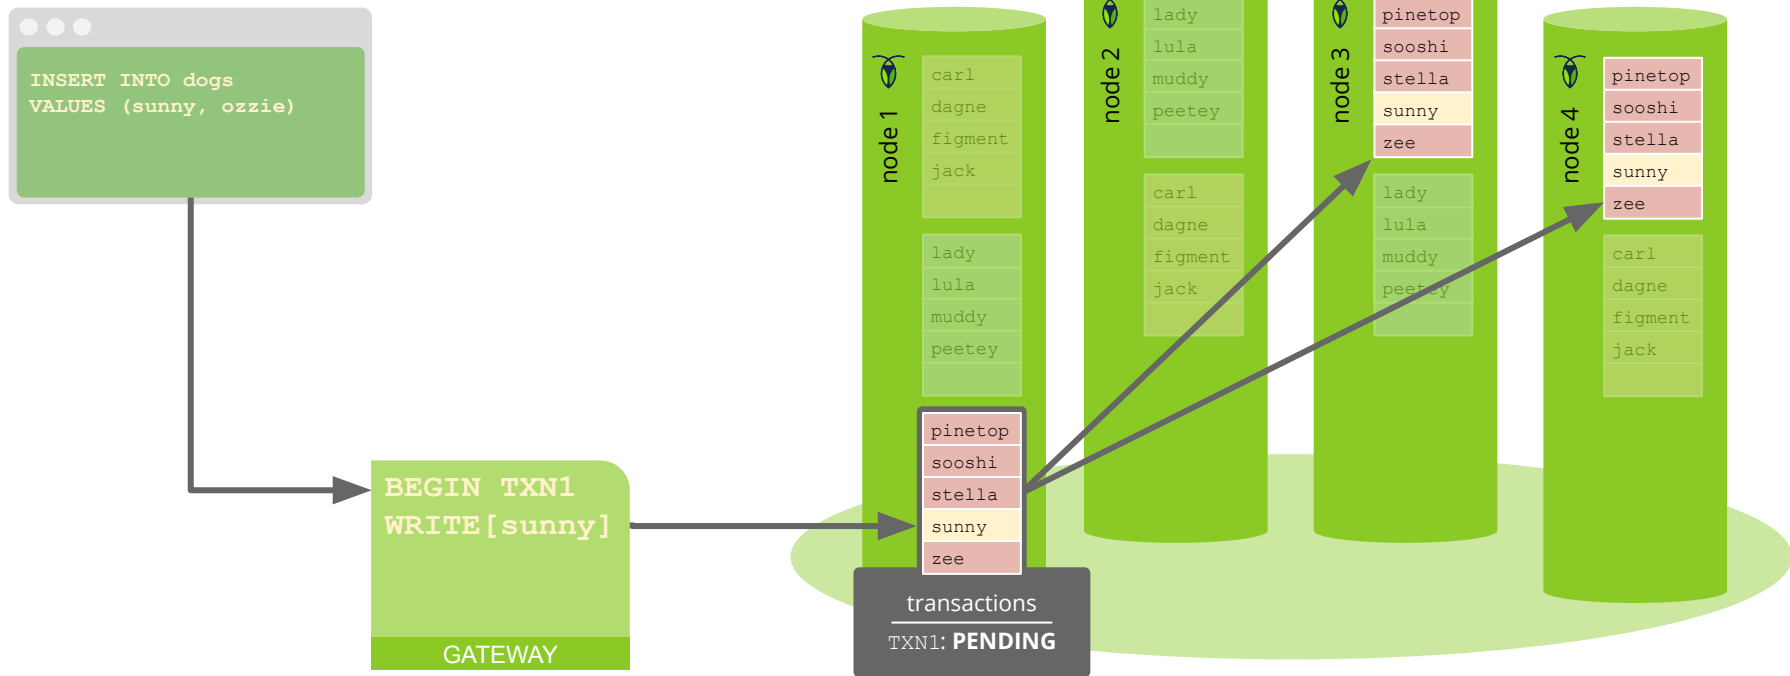 INSERT INTO dogs
VALUES (sunny, ozzie)
BEGIN TXN1
WRITE[sunny]
GATEWAY
node 1
carl
dagne
figment
jack
lady
lula
muddy
peetey
pinetop
sooshi
stella
sunny
zee
transactions
TXN1: PENDING
node 2
lady
lula
muddy
peetey
carl
dagne
figment
jack
node 3
pinetop
sooshi
stella
sunny
zee
lady
lula
muddy
peetey
node 4
pinetop
sooshi
stella
sunny
zee
carl
dagne
figment
jack